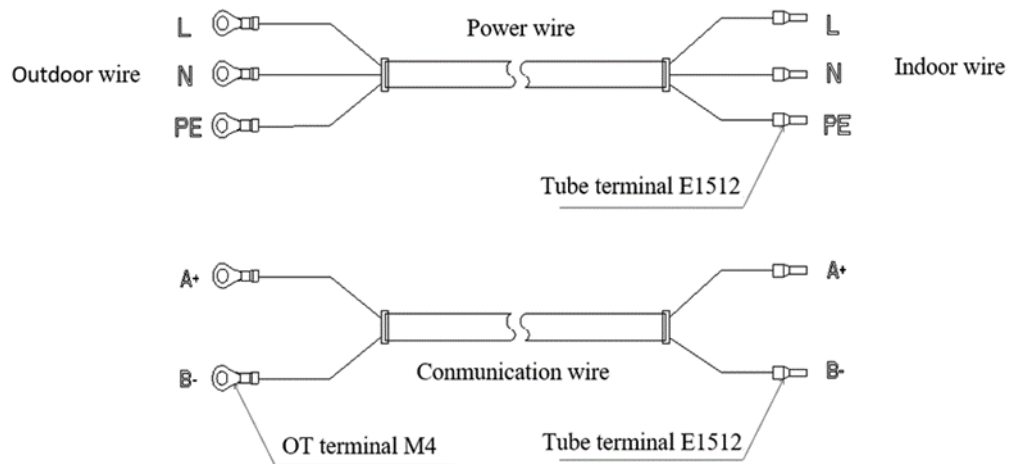 L Power wire L
Outdoor wire N N Indoor wire
PE PE
Tube terminal E1512
A+ A+
B- Conmunication wire B-
OT terminal M4 Tube terminal E1512